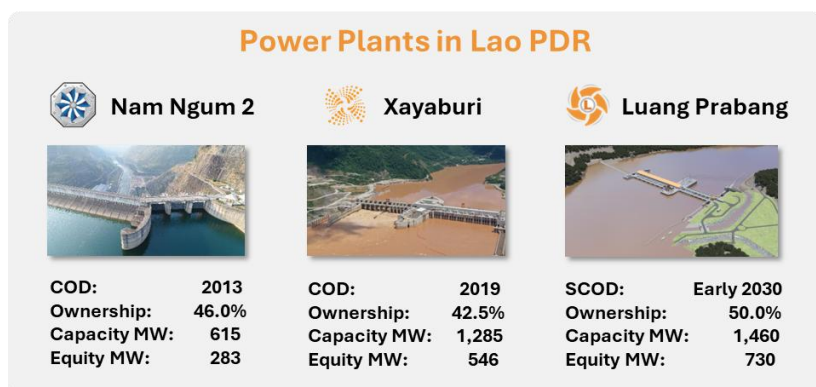 Power Plants in Lao PDR
Nam Ngum 2
COD: 2013
Ownership: 46.0%
Capacity MW: 615
Equity MW: 283
Xayaburi
COD: 2019
Ownership: 42.5%
Capacity MW: 1,285
Equity MW: 546
L
Luang Prabang
SCOD: Early 2030
Ownership: 50.0%
Capacity MW: 1,460
Equity MW: 730